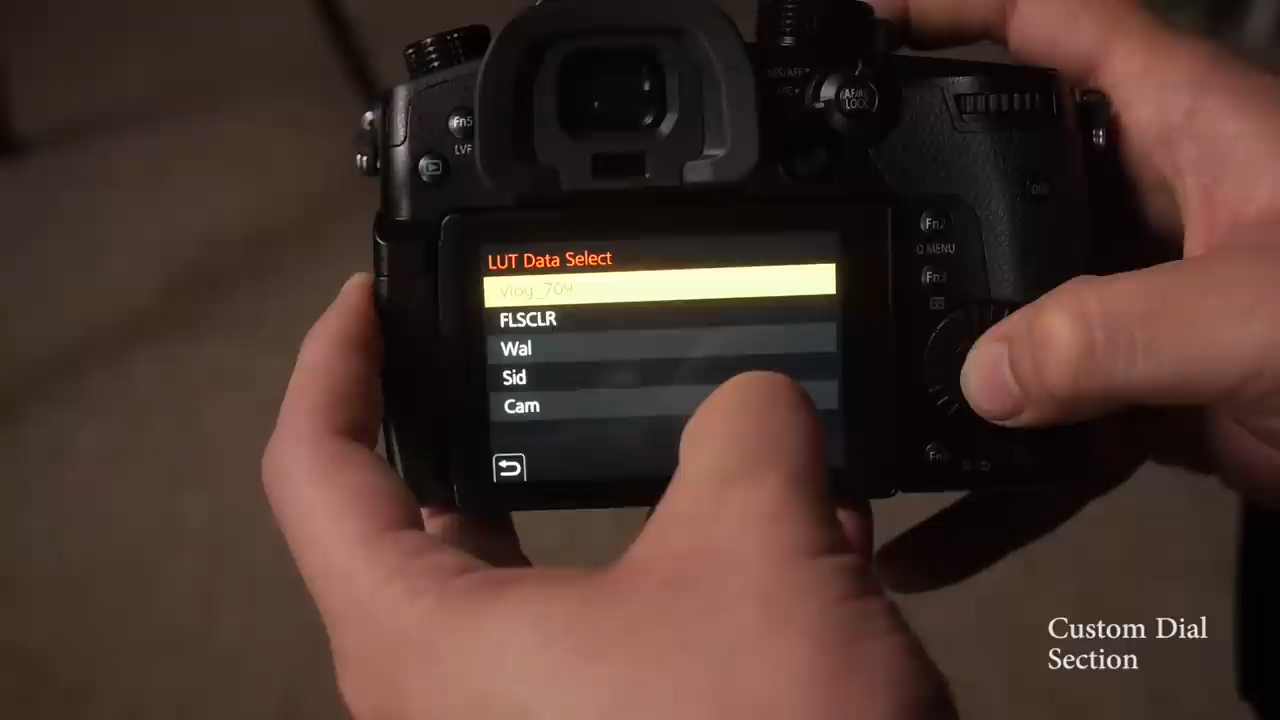 Fn5
LVF
AF/AE
LOCK
Fn2
Q.MENU
Fn3
LUT Data Select
Vlog_709
FLSCLR
Wal
Sid
Cam
Custom Dial
Section